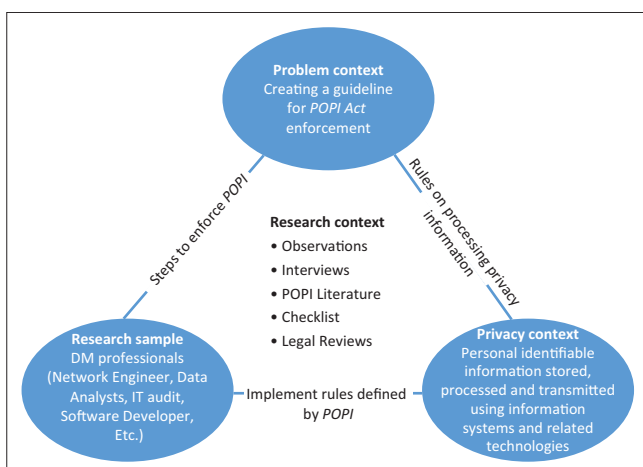 Problem context
Creating a guideline
for POPI Act
enforcement
Steps to enforce POPI
Rules on processing privacy
information
Research context
• Observations
• Interviews
• POPI Literature
• Checklist
• Legal Reviews
Research sample
DM professionals
(Network Engineer, Data
Analysts, IT audit,
Software Developer,
Etc.)
Implement rules defined
by POPI
Privacy context
Personal identifiable
information stored,
processed and transmitted
using information
systems and related
technologies